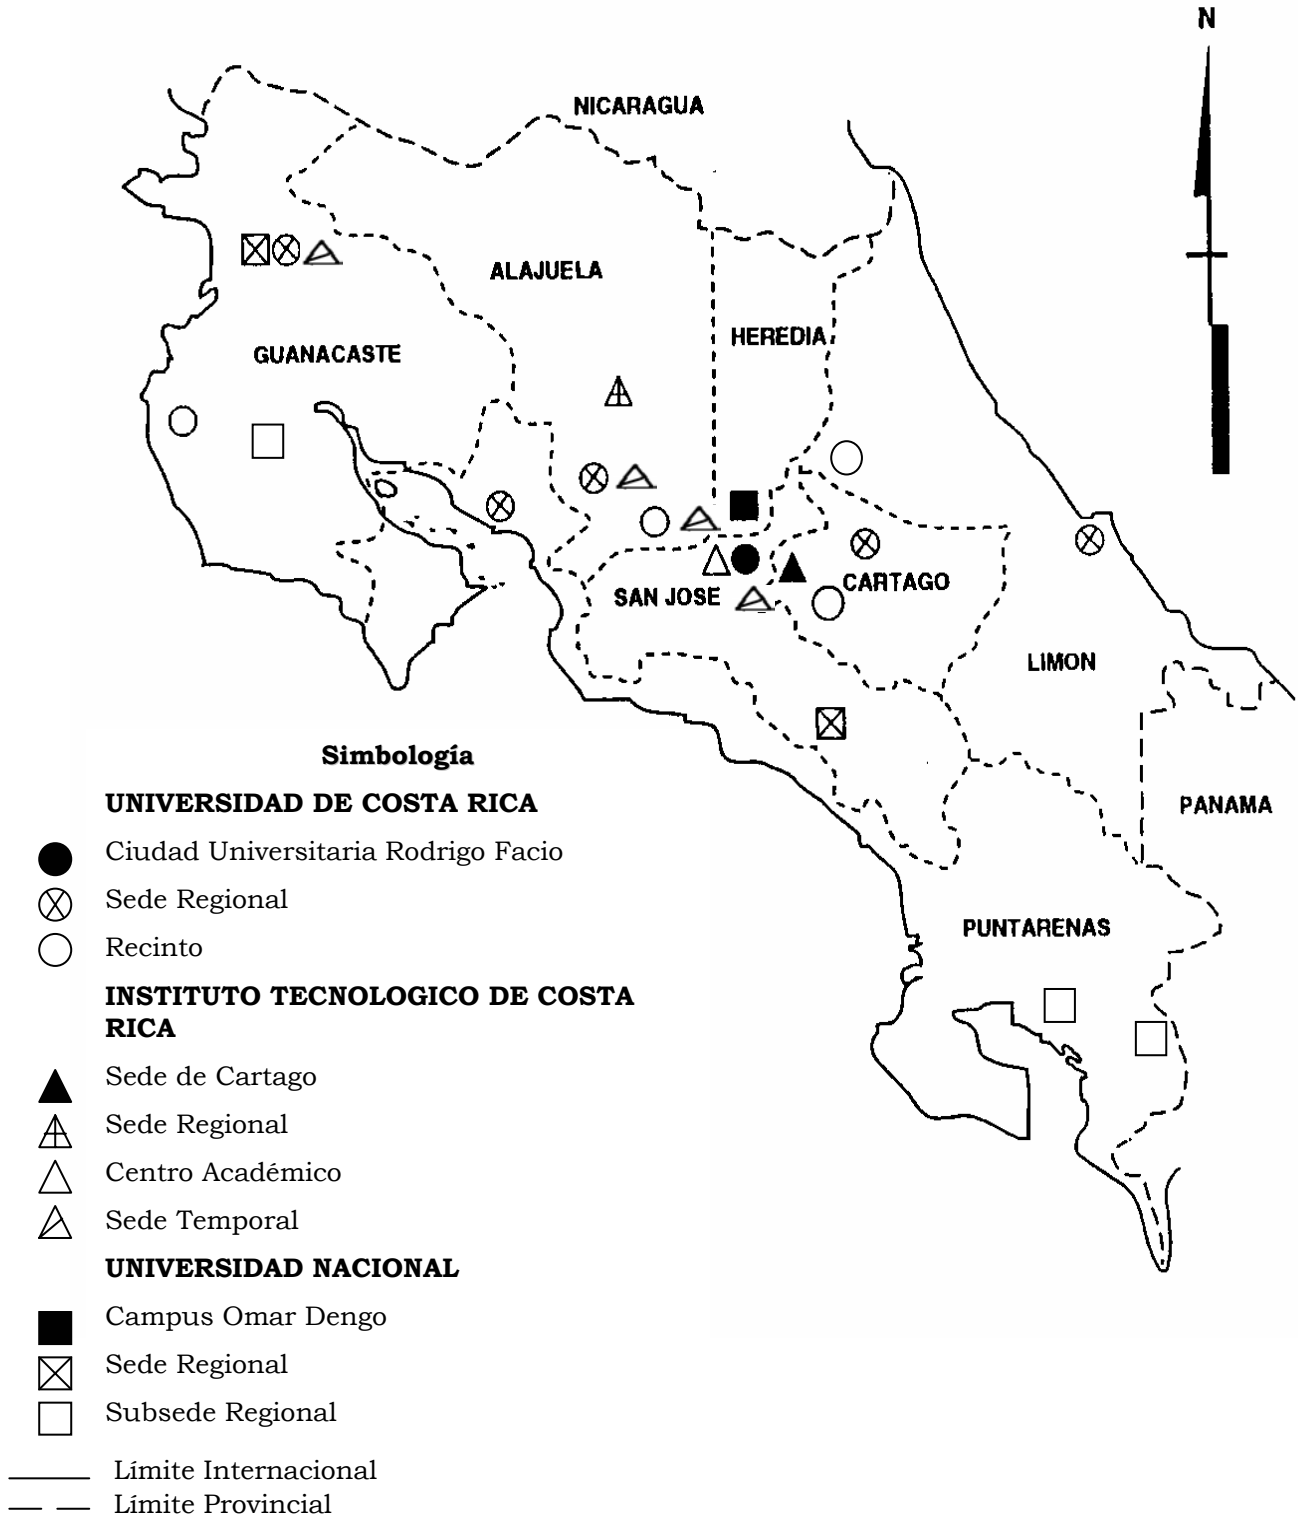 N
NICARAGUA
ALAJUELA
HEREDIA
GUANACASTE
CARTAGO
SAN JOSE
LIMON
PANAMA
PUNTARENAS
Simbología
UNIVERSIDAD DE COSTA RICA
Ciudad Universitaria Rodrigo Facio
Sede Regional
Recinto
INSTITUTO TECNOLOGICO DE COSTA
RICA
Sede de Cartago
Sede Regional
Centro Académico
Sede Temporal
UNIVERSIDAD NACIONAL
Campus Omar Dengo
Sede Regional
Subsede Regional
Límite Internacional
Límite Provincial